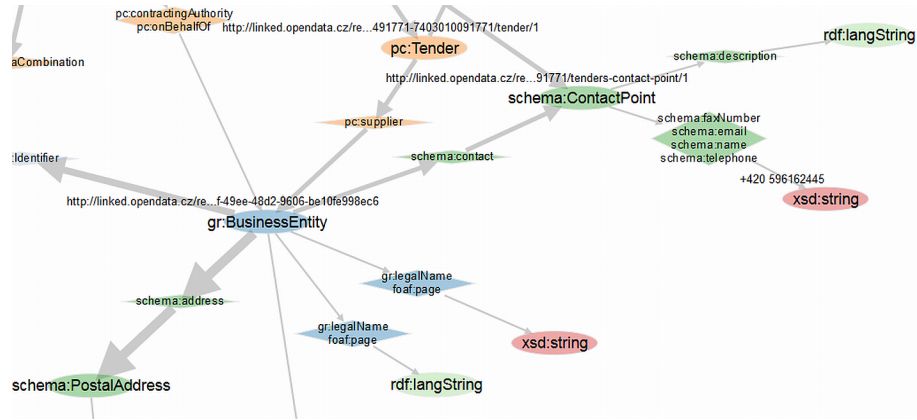 pc:contractingAuthority
pc:onBehalfOf
http://linked.opendata.cz/re...491771-7403010091771/tender/1
rdf:langString
pc:Tender
schema:description
aCombination
http://linked.opendata.cz/re...91771/tenders-contact-point/1
schema:ContactPoint
pc:supplier
schema:faxNumber
schema:email
schema:name
schema:telephone
:Identifier
schema:contact
+420 596162445
xsd:string
http://linked.opendata.cz/re...f-49ee-48d2-9606-be10fe998ec6
gr:BusinessEntity
gr:legalName
foaf:page
schema:address
gr:legalName
foaf:page
xsd:string
schema:PostalAddress
rdf:langString